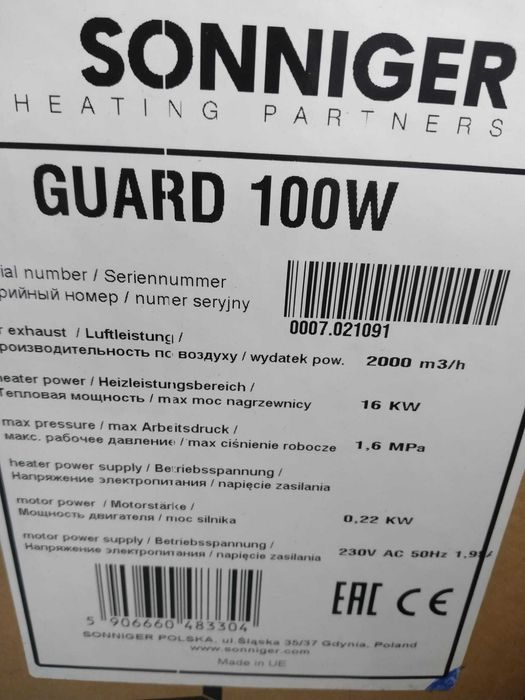 SONNIGER
HEATING PARTNERS
GUARD 100W
ial number / Seriennummer
рийный номер / numer seryjny
0007.021091
r exhaust / Luftleistung /
роизводительность по воздуху / wydatek pow. 2000 m3/h
eater power / Heizleistungsbereich /
Тепловая мощность / max moc nagrzewnicy 16 KW
max pressure / max Arbeitsdruck /
макс. рабочее давление / max ciśnienie robocze 1,6 MPa
heater power supply / Betriebsspannung /
Напряжение электропитания / napięcie zasilania
motor power / Motorstärke /
Мощность двигателя / moc silnika 0,22 KW
motor power supply / Betriebsspannung /
Напряжение электропитания / napięcie zasilania 230V AC 50Hz
5 906660 483304
EAC CE
SONNIGER POLSKA, ul.Śląska 35/37 Gdynia, Poland
www.sonniger.com
Made in UE